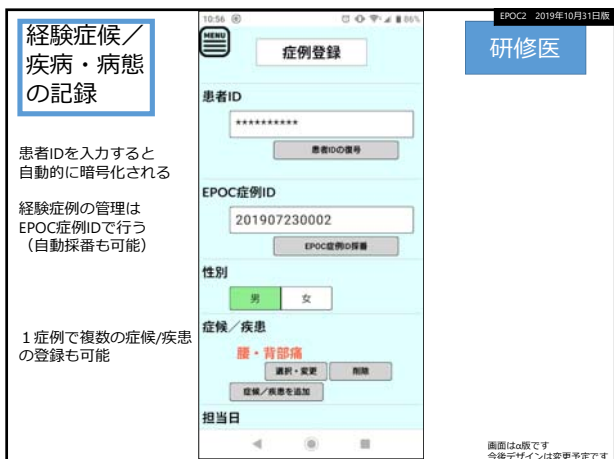 EPOC2 2019年10月31日版
経験症候／
疾病・病態
の記録
研修医
患者IDを入力すると
自動的に暗号化される
経験症例の管理は
EPOC症例IDで行う
（自動採番も可能）
１症例で複数の症候/疾患
の登録も可能
10:56
86%
MENU
症例登録
患者ID
**********
患者IDの復号
EPOC症例ID
201907230002
EPOC症例ID採番
性別
男 女
症候／疾患
腰・背部痛
選択・変更 削除
症候／疾患を追加
担当日
画面はα版です
今後デザインは変更予定です